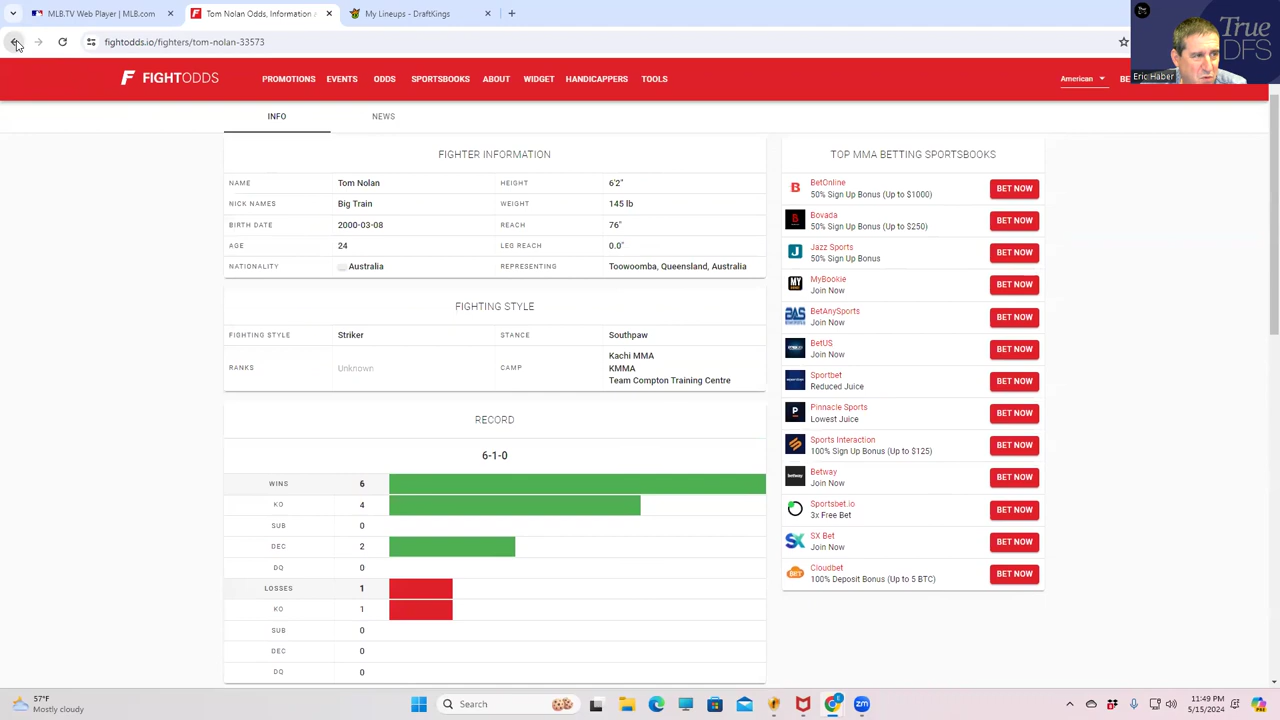 MLB.TV Web Player | MLB.com
Tom Nolan Odds, Information a
My Lineups - DraftKings
fightodds.io/fighters/tom-nolan-33573
True
DFS
Eric Haber
FIGHTODDS
PROMOTIONS EVENTS ODDS SPORTSBOOKS ABOUT WIDGET HANDICAPPERS TOOLS
American
BE
INFO NEWS
FIGHTER INFORMATION
NAME Tom Nolan HEIGHT 6'2"
NICK NAMES Big Train WEIGHT 145 lb
BIRTH DATE 2000-03-08 REACH 76"
AGE 24 LEG REACH 0.0"
NATIONALITY Australia REPRESENTING Toowoomba, Queensland, Australia
FIGHTING STYLE
FIGHTING STYLE Striker STANCE Southpaw
RANKS Unknown CAMP Kachi MMA
KMMA
Team Compton Training Centre
RECORD
6-1-0
WINS 6
KO 4
SUB 0
DEC 2
DQ 0
LOSSES 1
KO 1
SUB 0
DEC 0
DQ 0
TOP MMA BETTING SPORTSBOOKS
BetOnline
50% Sign Up Bonus (Up to $1000)
BET NOW
Bovada
50% Sign Up Bonus (Up to $250)
BET NOW
Jazz Sports
50% Sign Up Bonus
BET NOW
MyBookie
Join Now
BET NOW
BetAnySports
Join Now
BET NOW
BetUS
Join Now
BET NOW
Sportbet
Reduced Juice
BET NOW
Pinnacle Sports
Lowest Juice
BET NOW
Sports Interaction
100% Sign Up Bonus (Up to $125)
BET NOW
Betway
Join Now
BET NOW
Sportsbet.io
3x Free Bet
BET NOW
SX Bet
Join Now
BET NOW
Cloudbet
100% Deposit Bonus (Up to 5 BTC)
BET NOW
57°F
Mostly cloudy
Search
11:49 PM
5/15/2024